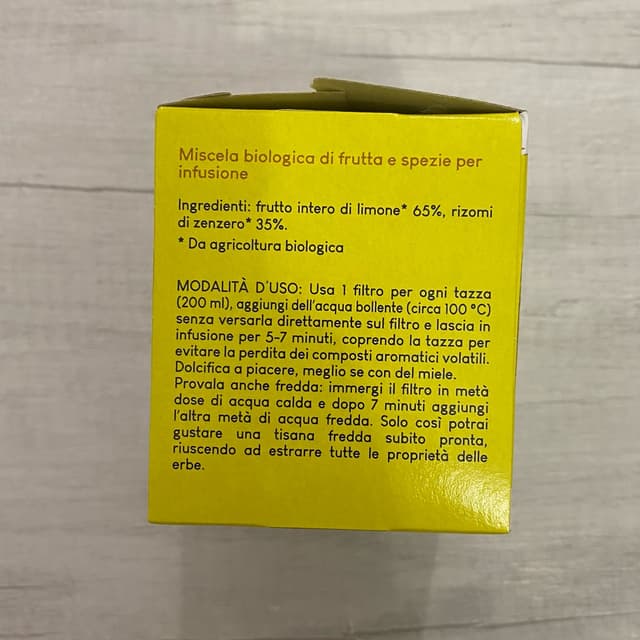 Miscela biologica di frutta e spezie per
infusione
Ingredienti: frutto intero di limone* 65%, rizomi
di zenzero* 35%.
* Da agricoltura biologica
MODALITÀ D'USO: Usa 1 filtro per ogni tazza
(200 ml), aggiungi dell'acqua bollente (circa 100 °C)
senza versarla direttamente sul filtro e lascia in
infusione per 5-7 minuti, coprendo la tazza per
evitare la perdita dei composti aromatici volatili.
Dolcifica a piacere, meglio se con del miele.
Provala anche fredda: immergi il filtro in metà
dose di acqua calda e dopo 7 minuti aggiungi
l'altra metà di acqua fredda. Solo così potrai
gustare una tisana fredda subito pronta,
riuscendo ad estrarre tutte le proprietà delle
erbe.